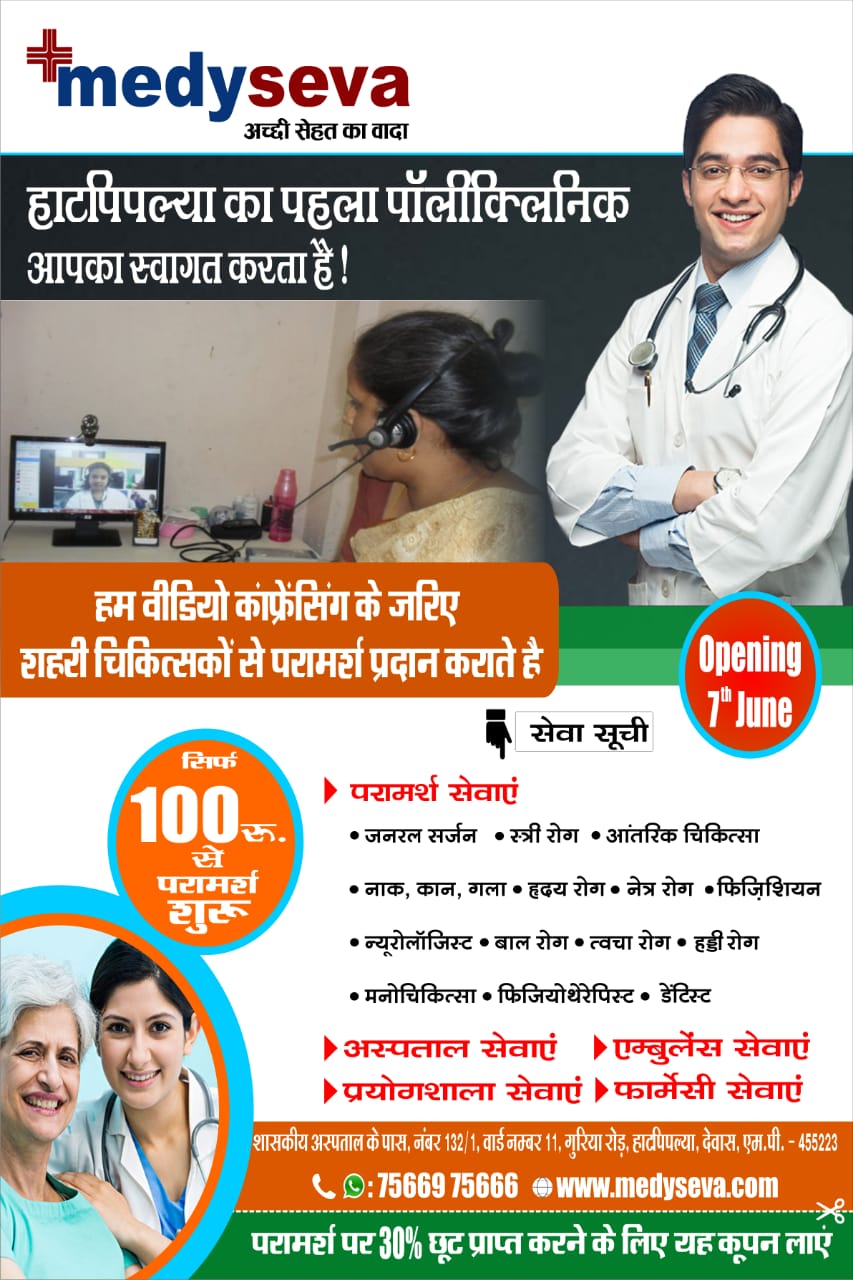 medyseva
अच्छी सेहत का वादा
हाटपिपल्या का पहला पॉलीक्लिनिक
आपका स्वागत करता है !
हम वीडियो कांफ्रेंसिंग के जरिए
शहरी चिकित्सकों से परामर्श प्रदान कराते है
Opening
7th June
सेवा सूची
सिर्फ
100रू.
से
परामर्श
शुरू
परामर्श सेवाएं
• जनरल सर्जन • स्त्री रोग • आंतरिक चिकित्सा
• नाक, कान, गला • हृदय रोग • नेत्र रोग • फिज़िशियन
• न्यूरोलॉजिस्ट • बाल रोग • त्वचा रोग • हड्डी रोग
• मनोचिकित्सा • फिजियोथेरेपिस्ट • डेंटिस्ट
अस्पताल सेवाएं एम्बुलेंस सेवाएं
प्रयोगशाला सेवाएं फार्मेसी सेवाएं
शासकीय अस्पताल के पास, नंबर 132/1, वार्ड नम्बर 11, गुरिया रोड़, हाटपिपल्या, देवास, एम.पी. - 455223
: 75669 75666 www.medyseva.com
परामर्श पर 30% छूट प्राप्त करने के लिए यह कूपन लाएं